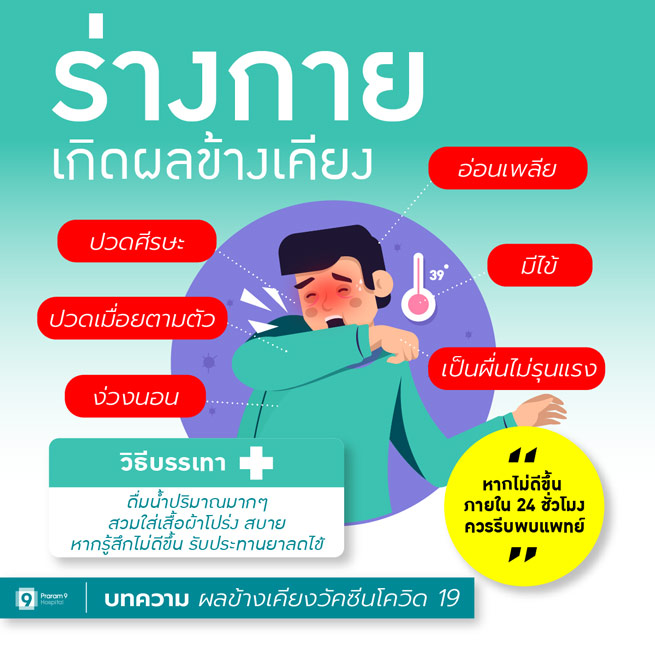 ร่างกาย
เกิดผลข้างเคียง
อ่อนเพลีย
ปวดศีรษะ
มีไข้
39°
ปวดเมื่อยตามตัว
เป็นผื่นไม่รุนแรง
ง่วงนอน
วิธีบรรเทา
ดื่มน้ำปริมาณมากๆ
สวมใส่เสื้อผ้าโปร่ง สบาย
หากรู้สึกไม่ดีขึ้น รับประทานยาลดไข้
“
หากไม่ดีขึ้น
ภายใน 24 ชั่วโมง
ควรรีบพบแพทย์
”
9 Praram 9
Hospital
บทความ ผลข้างเคียงวัคซีนโควิด 19